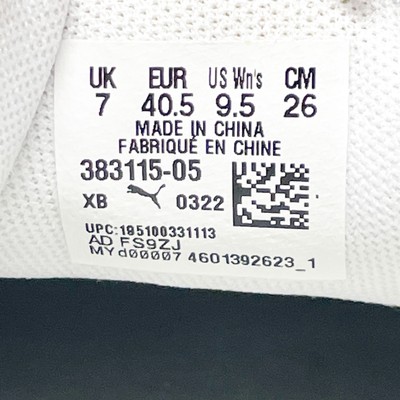 UK EUR US Wn's CM
7 40.5 9.5 26
MADE IN CHINA
FABRIQUÉ EN CHINE
383115-05
XB 0322
UPC:195100331113
AD FS9ZJ
MYd00007 4601392623_1